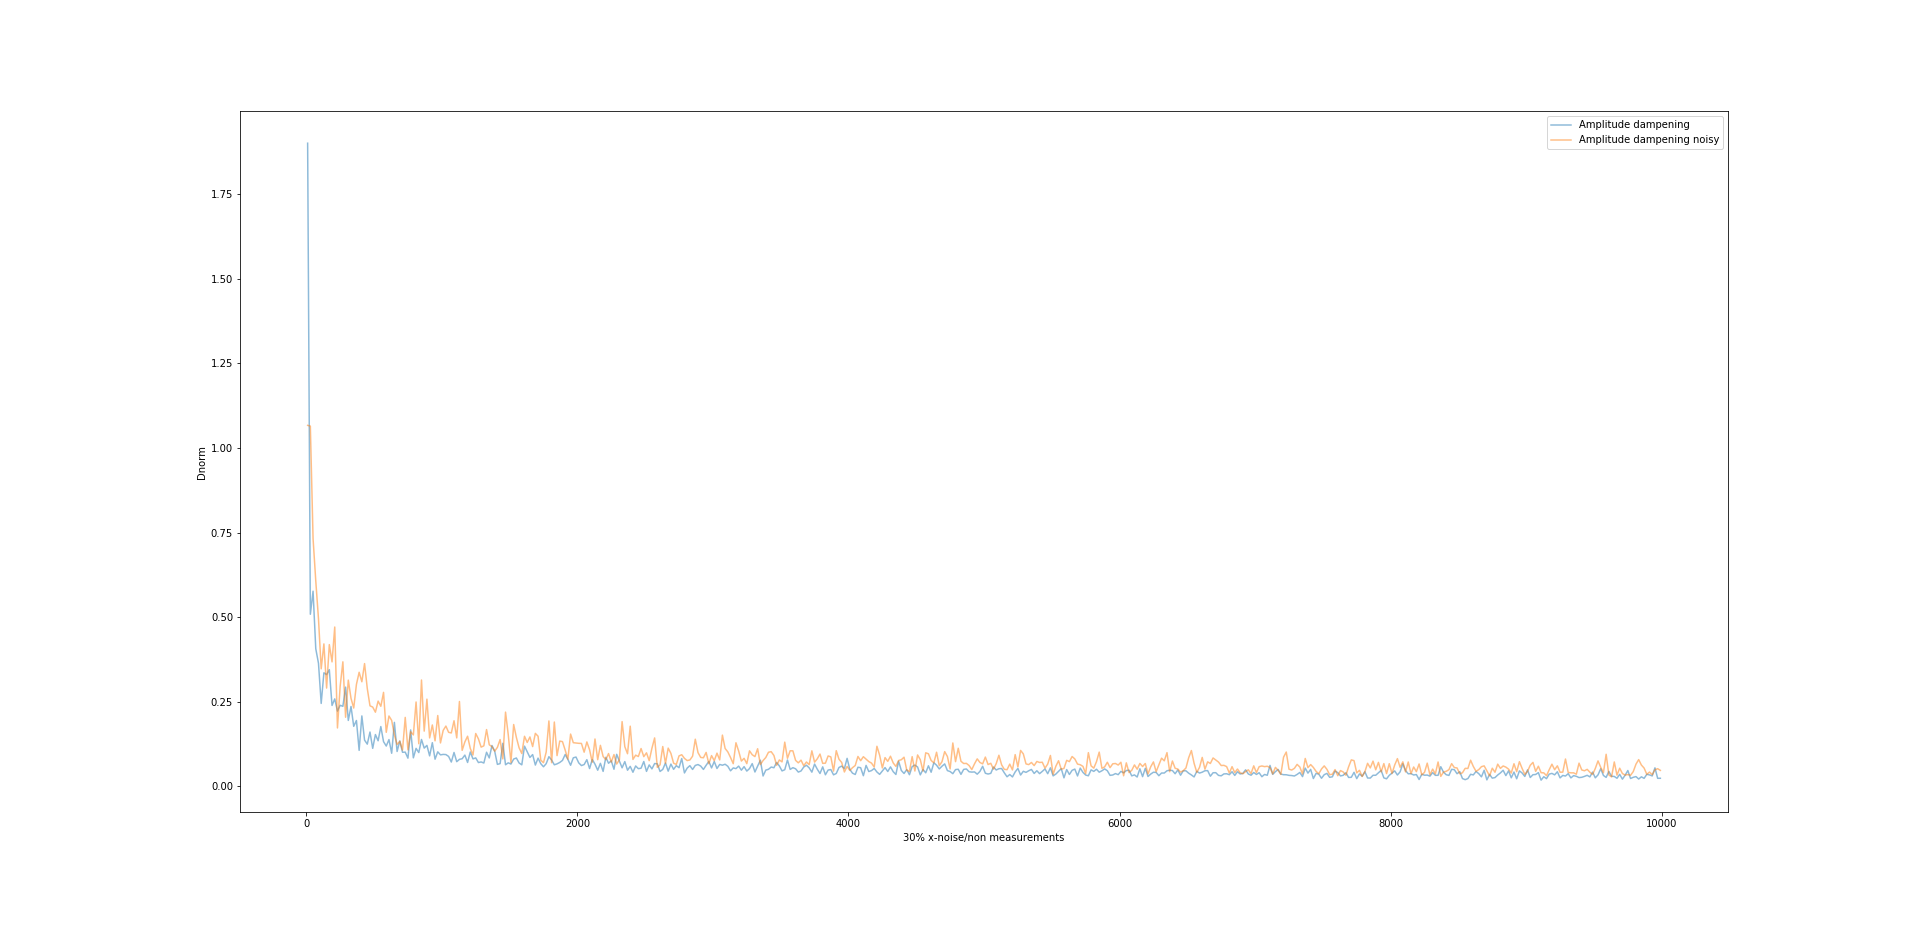 Amplitude dampening
Amplitude dampening noisy
1.75
1.50
1.25
1.00
0.75
0.50
0.25
0.00
Dnorm
0 2000 4000 6000 8000 10000
30% x-noise/non measurements